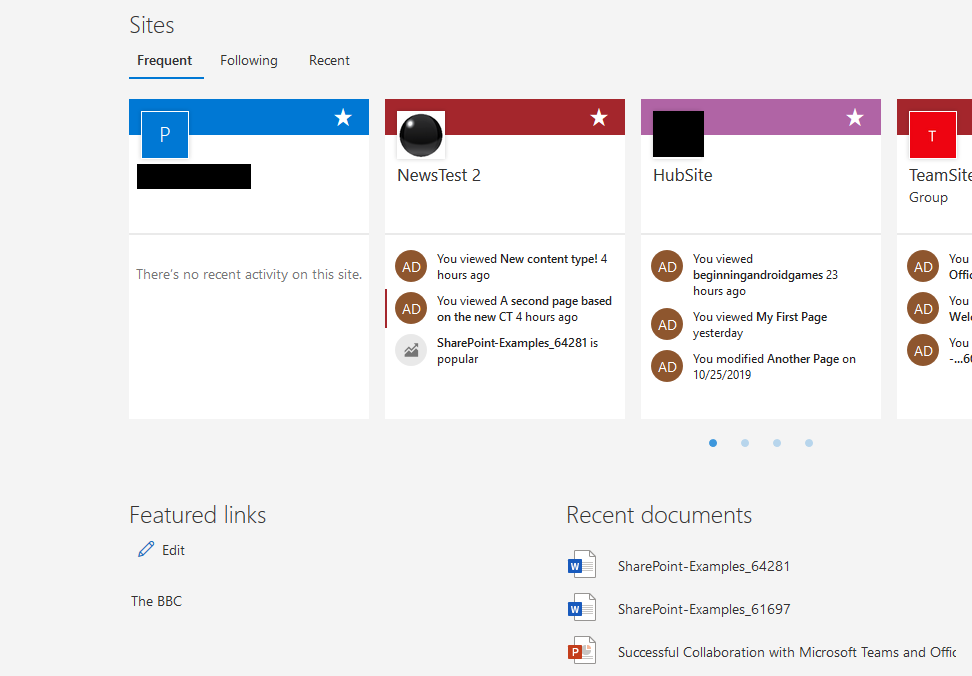 Sites
Frequent
Following
Recent
P
There's no recent activity on this site.
NewsTest 2
AD
You viewed New content type! 4
hours ago
AD
You viewed A second page based
on the new CT 4 hours ago
SharePoint-Examples_64281 is
popular
HubSite
AD
You viewed
beginningandroidgames 23
hours ago
AD
You viewed My First Page
yesterday
AD
You modified Another Page on
10/25/2019
T
TeamSite
Group
AD
You
Offic
AD
You
Welc
AD
You
-...60
Featured links
Edit
The BBC
Recent documents
SharePoint-Examples_64281
SharePoint-Examples_61697
Successful Collaboration with Microsoft Teams and Offic